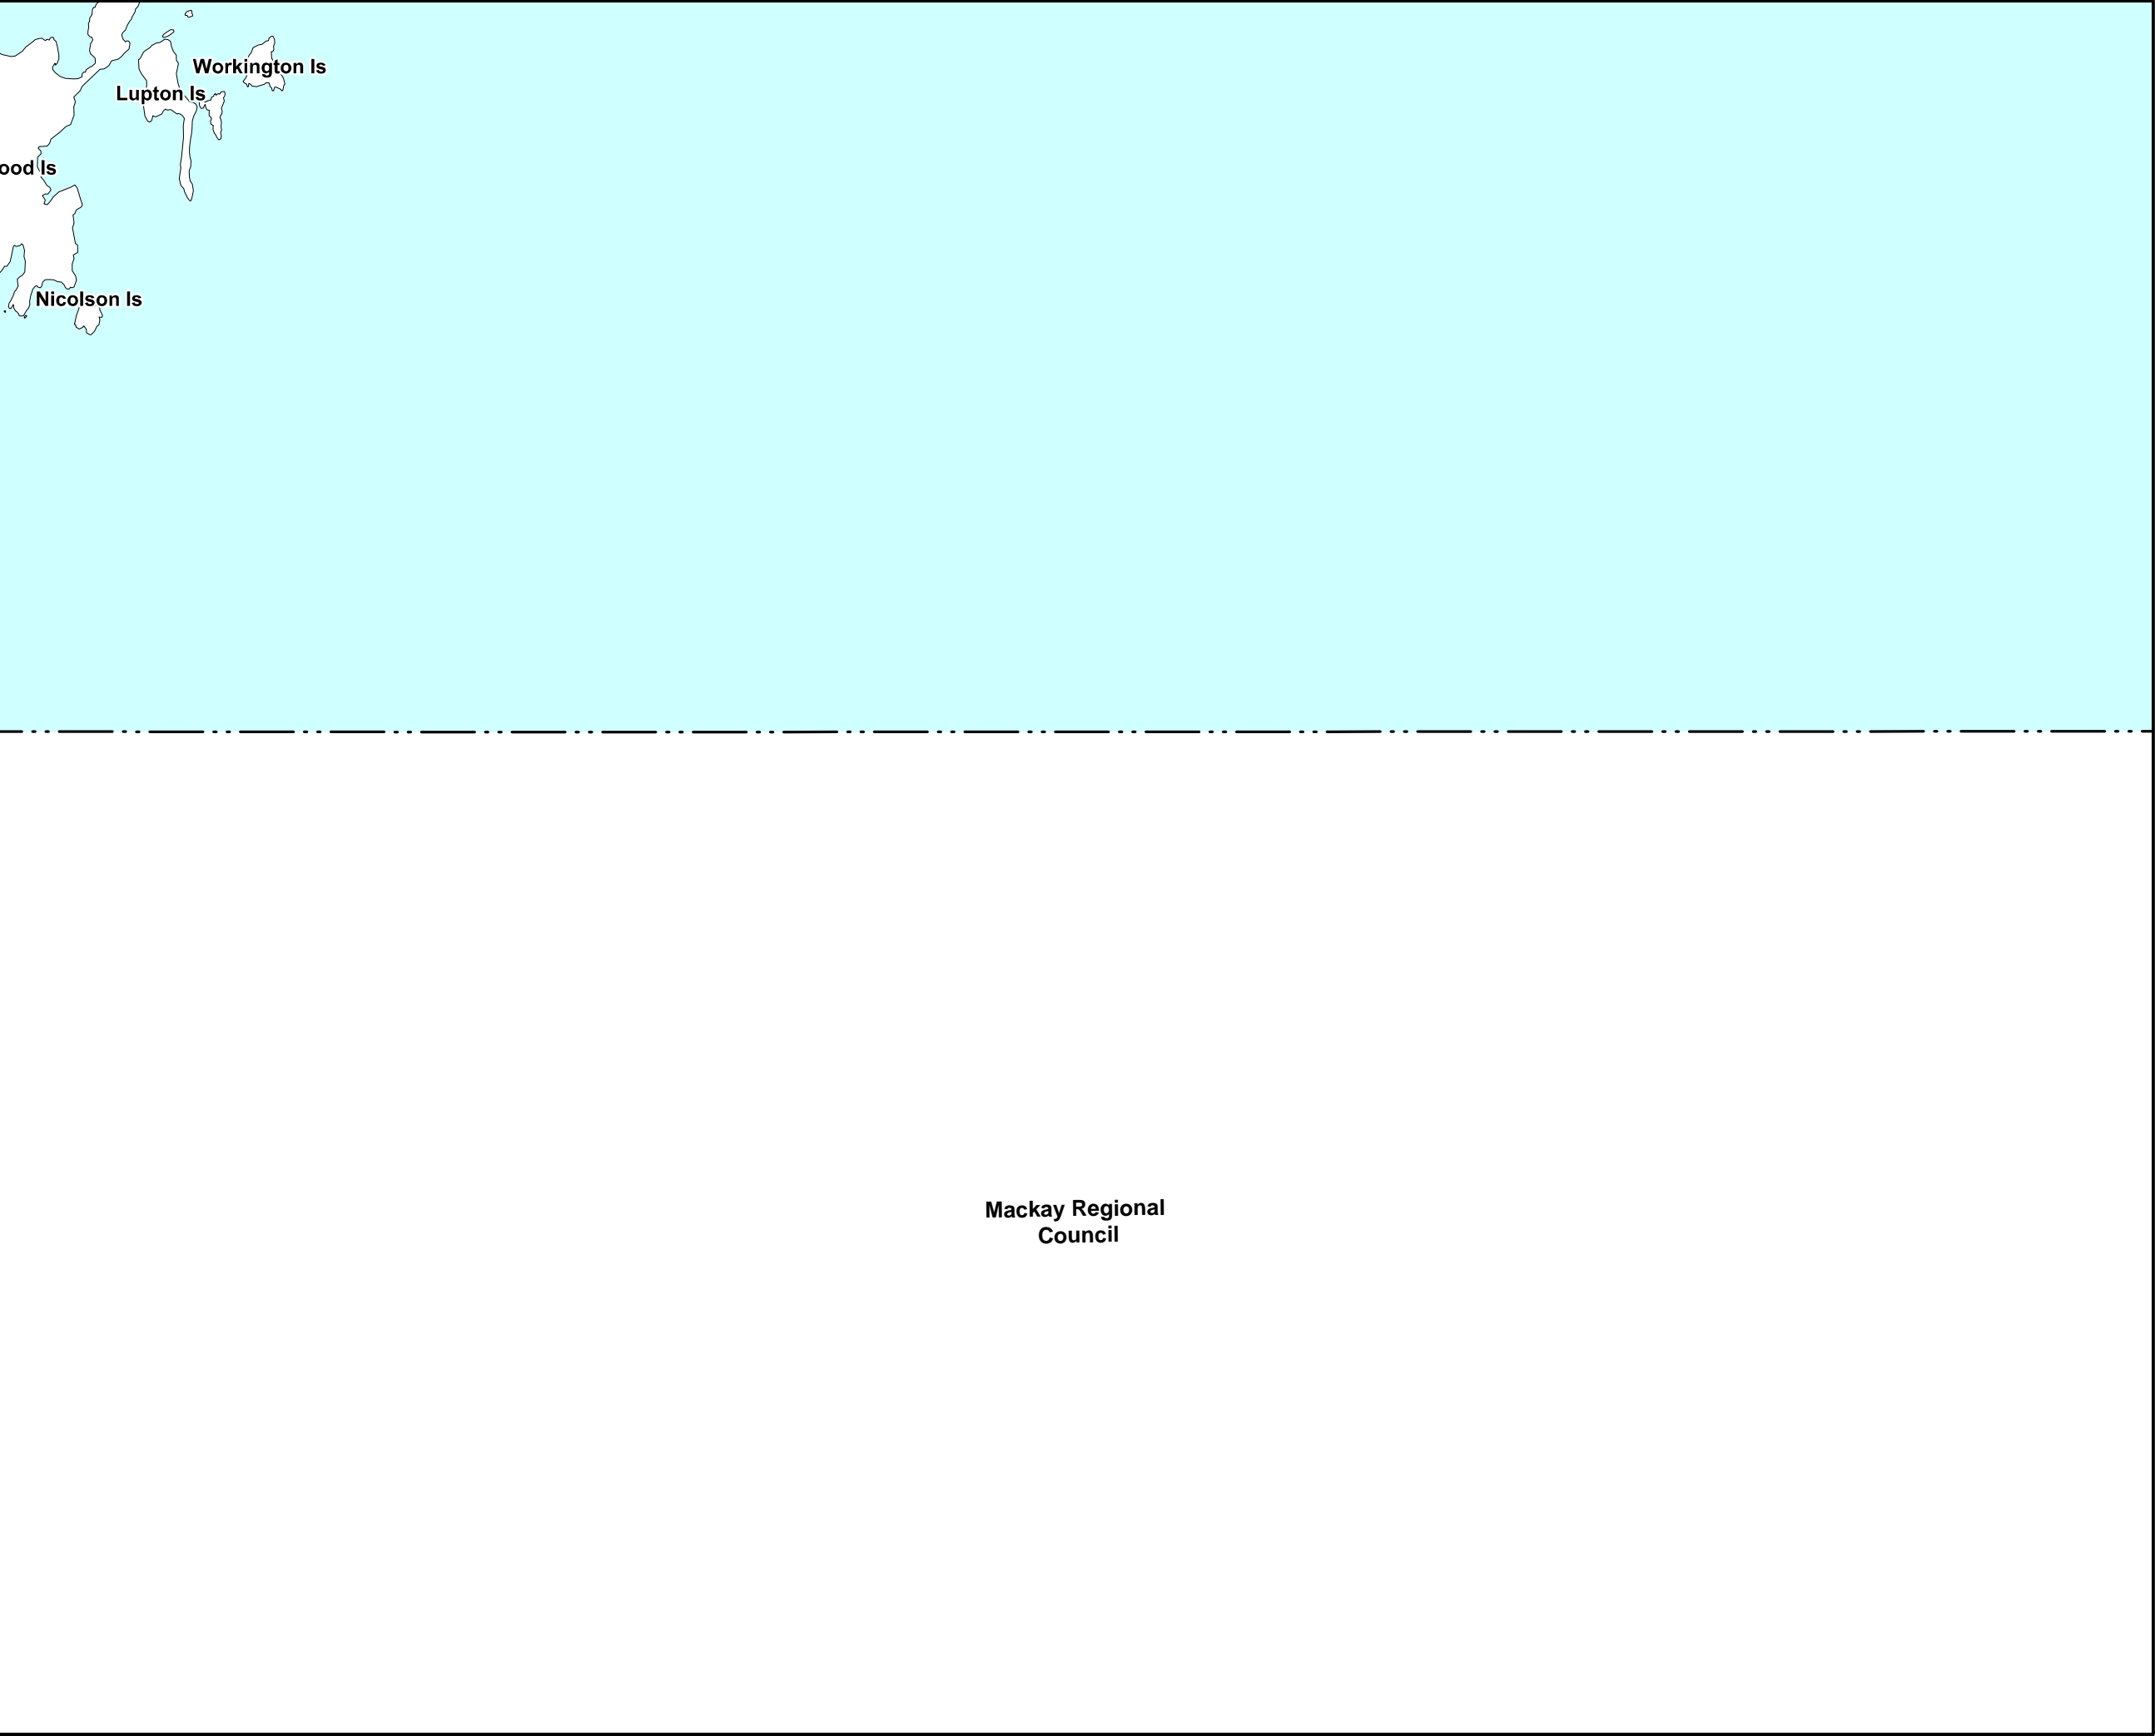 Workington Is
Lupton Is
ood Is
Nicolson Is
Mackay Regional
Council